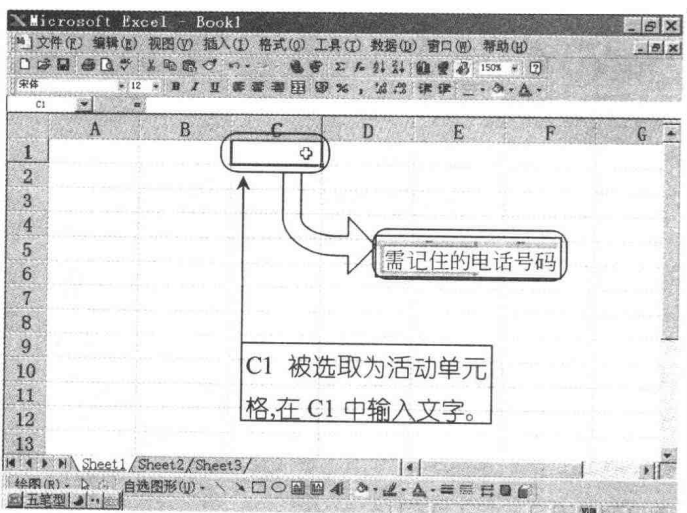 Microsoft Excel - Book1
文件(F) 编辑(E) 视图(V) 插入(I) 格式(O) 工具(T) 数据(D) 窗口(W) 帮助(H)
150%
宋体 12 B I U % ,
C1 =
A B C D E F G
1
2
3
4
5
需记住的电话号码
6
7
8
9
10
C1 被选取为活动单元
11
格,在 C1 中输入文字。
12
13
Sheet1/Sheet2/Sheet3/
绘图(R) 自选图形(U)
五笔型